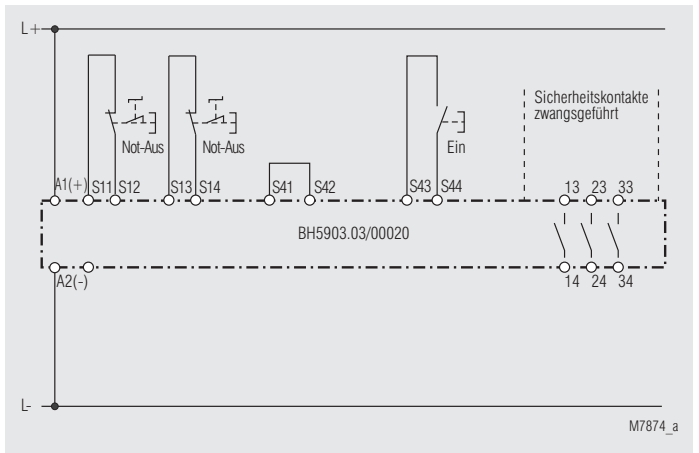 L+
Sicherheitskontakte
zwangsgeführt
Not-Aus
Not-Aus
Ein
A1(+)
S11
S12
S13
S14
S41
S42
S43
S44
13
23
33
BH5903.03/00020
A2(-)
14
24
34
L-
M7874_a